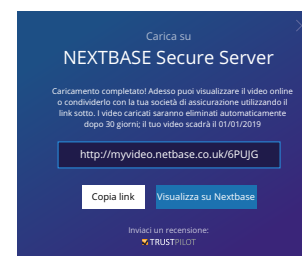 Carica su
NEXTBASE Secure Server
Caricamento completato! Adesso puoi visualizzare il video online
o condividerlo con la tua società di assicurazione utilizzando il
link sotto. I video caricati saranno eliminati automaticamente
dopo 30 giorni; il tuo video scadrà il 01/01/2019
http://myvideo.netbase.co.uk/6PUJG
Copia link Visualizza su Nextbase
Inviaci un recensione:
TRUSTPILOT